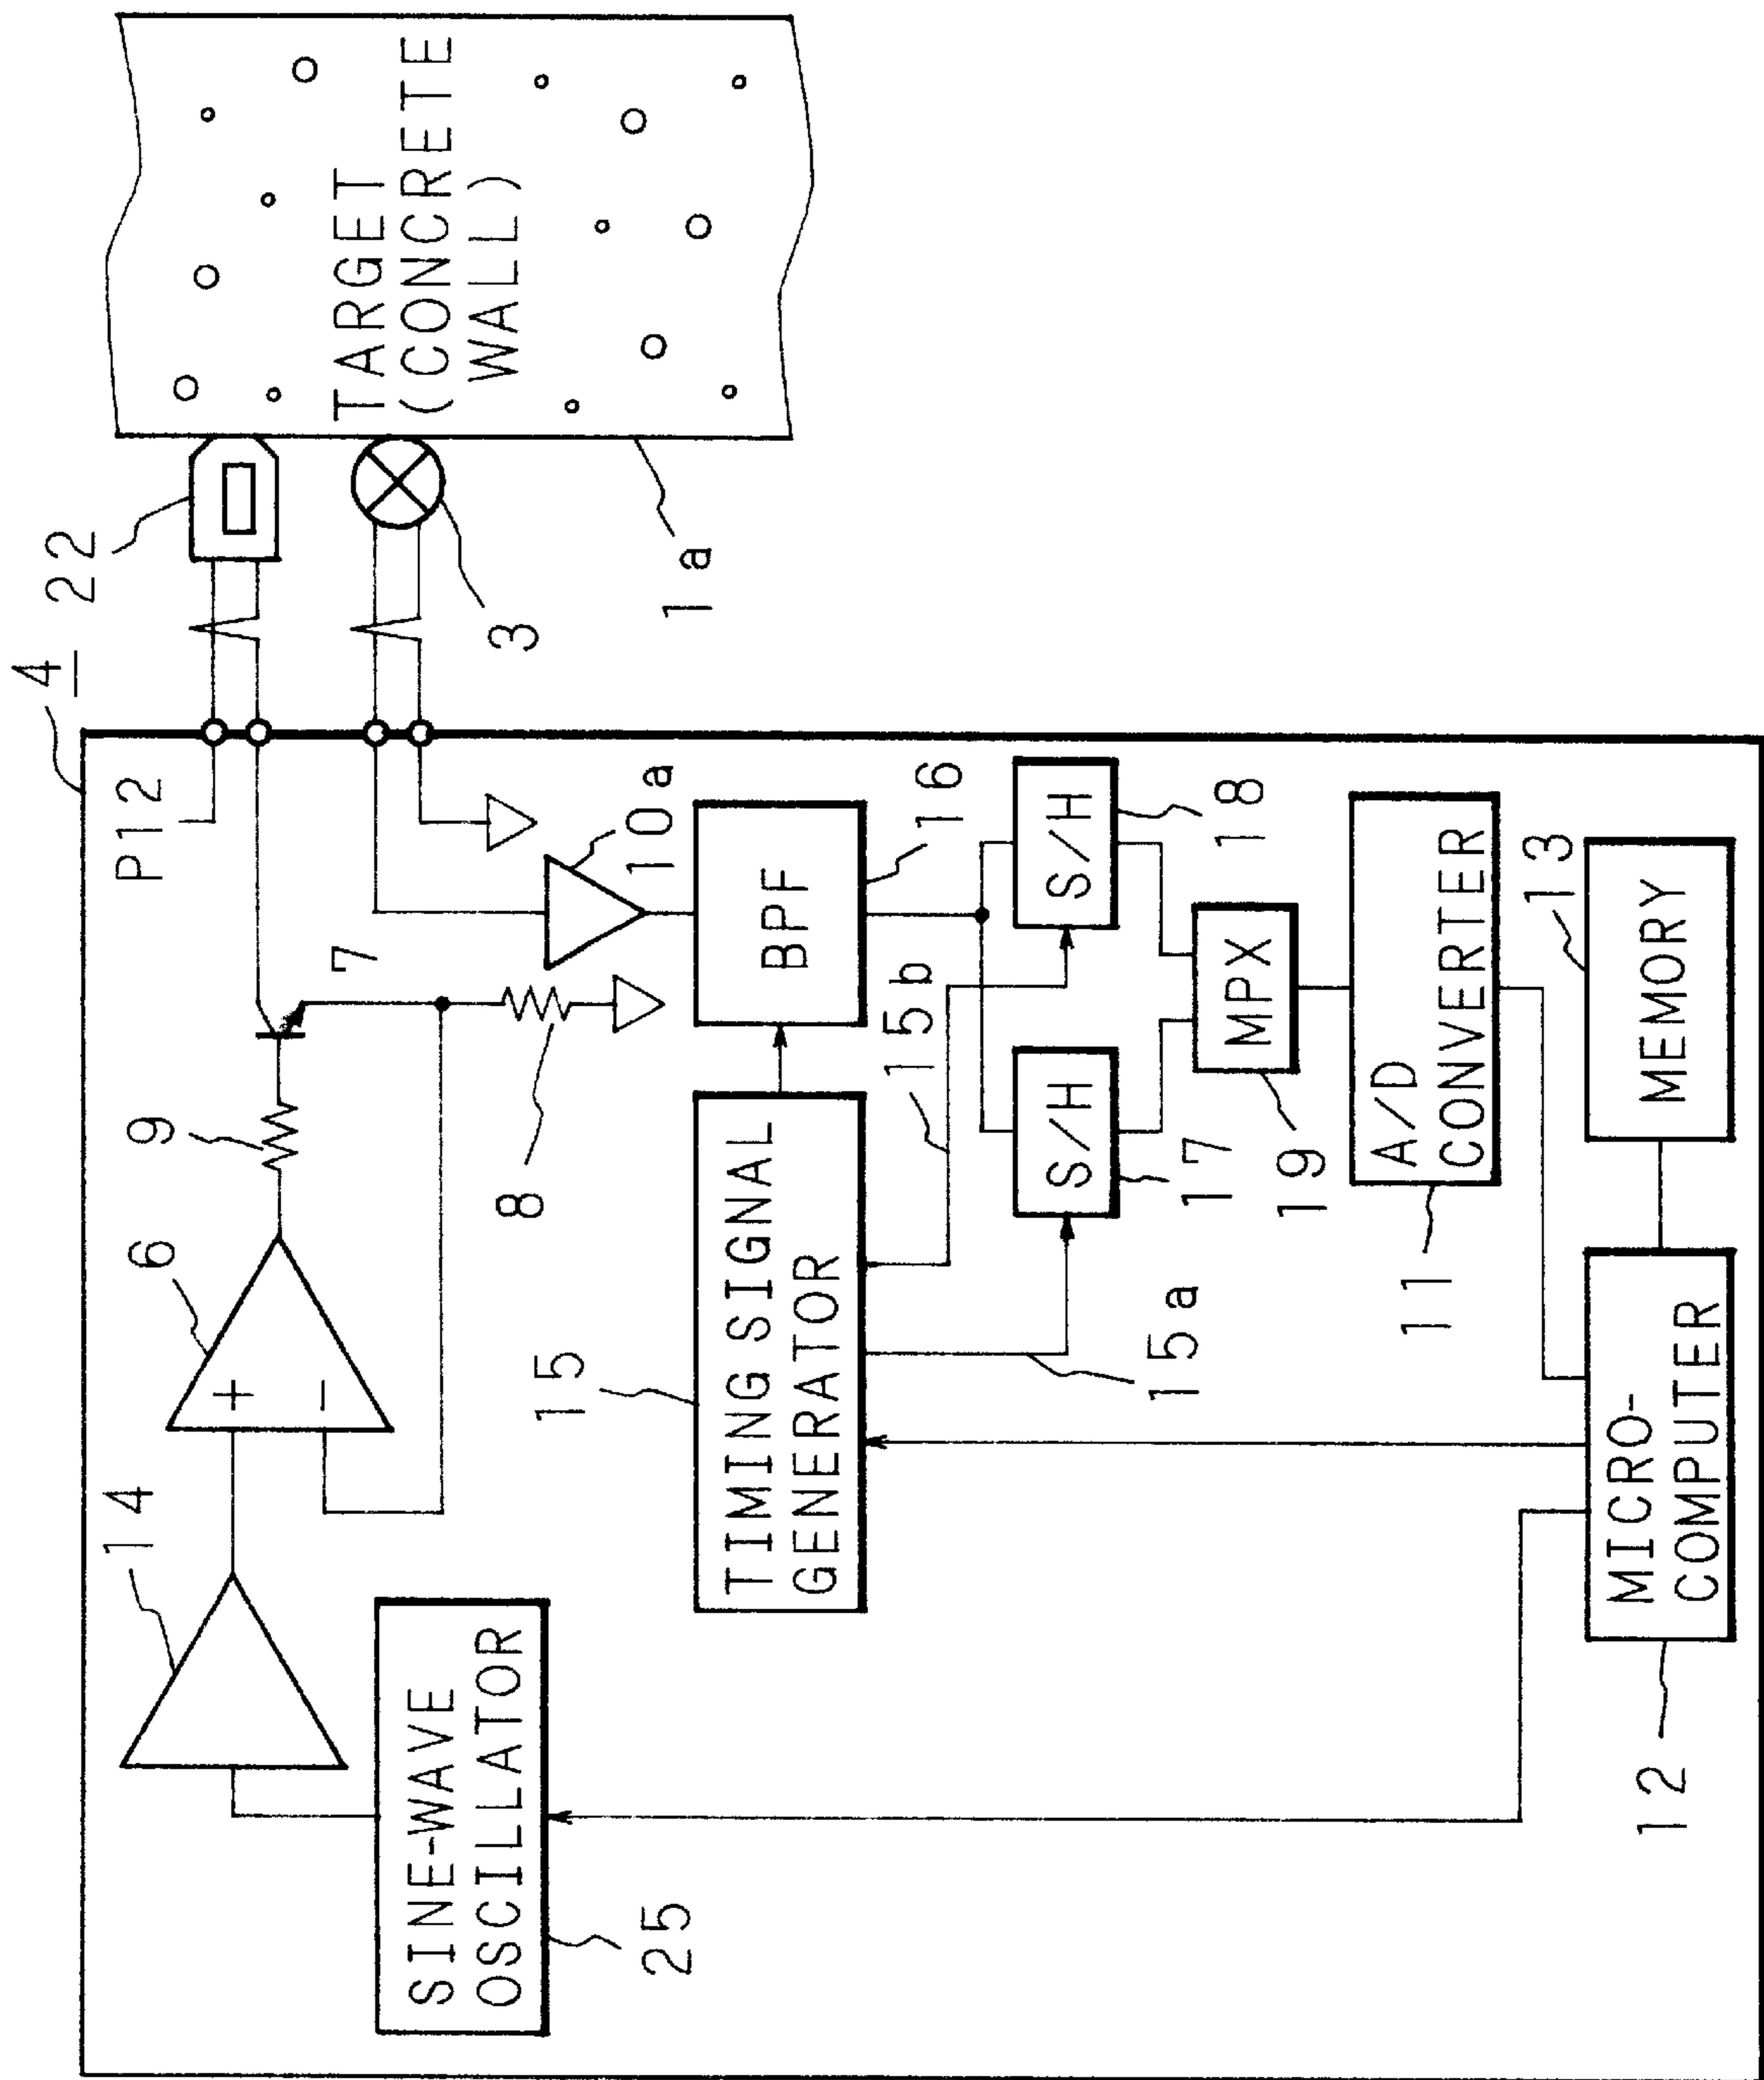 4
22
3
1a
TARGET
(CONCRETE
WALL)
P12
14
6
9
7
8
10a
SINE-WAVE
OSCILLATOR
25
15
TIMING SIGNAL
GENERATOR
BPF
16
15b
15a
S/H
17
S/H
18
MPX
19
A/D
CONVERTER
11
MICRO-
COMPUTER
12
MEMORY
13
+
−